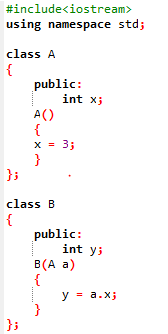 #include<iostream>
using namespace std;
class A
{
public:
int x;
A()
{
x = 3;
}
};
class B
{
public:
int y;
B(A a)
{
y = a.x;
}
};